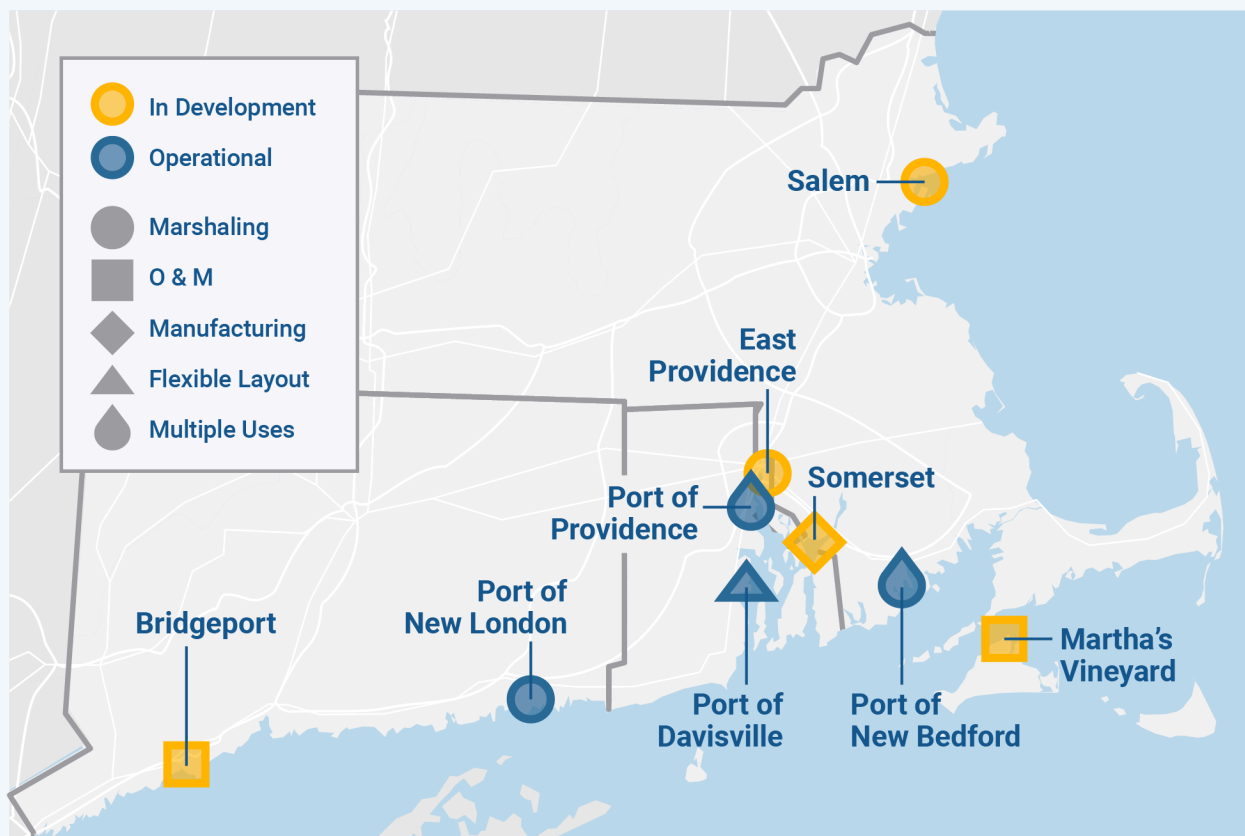 In Development
Operational
Marshaling
O & M
Manufacturing
Flexible Layout
Multiple Uses
Salem
East
Providence
Port of
Providence
Somerset
Port of
New London
Bridgeport
Port of
Davisville
Port of
New Bedford
Martha’s
Vineyard